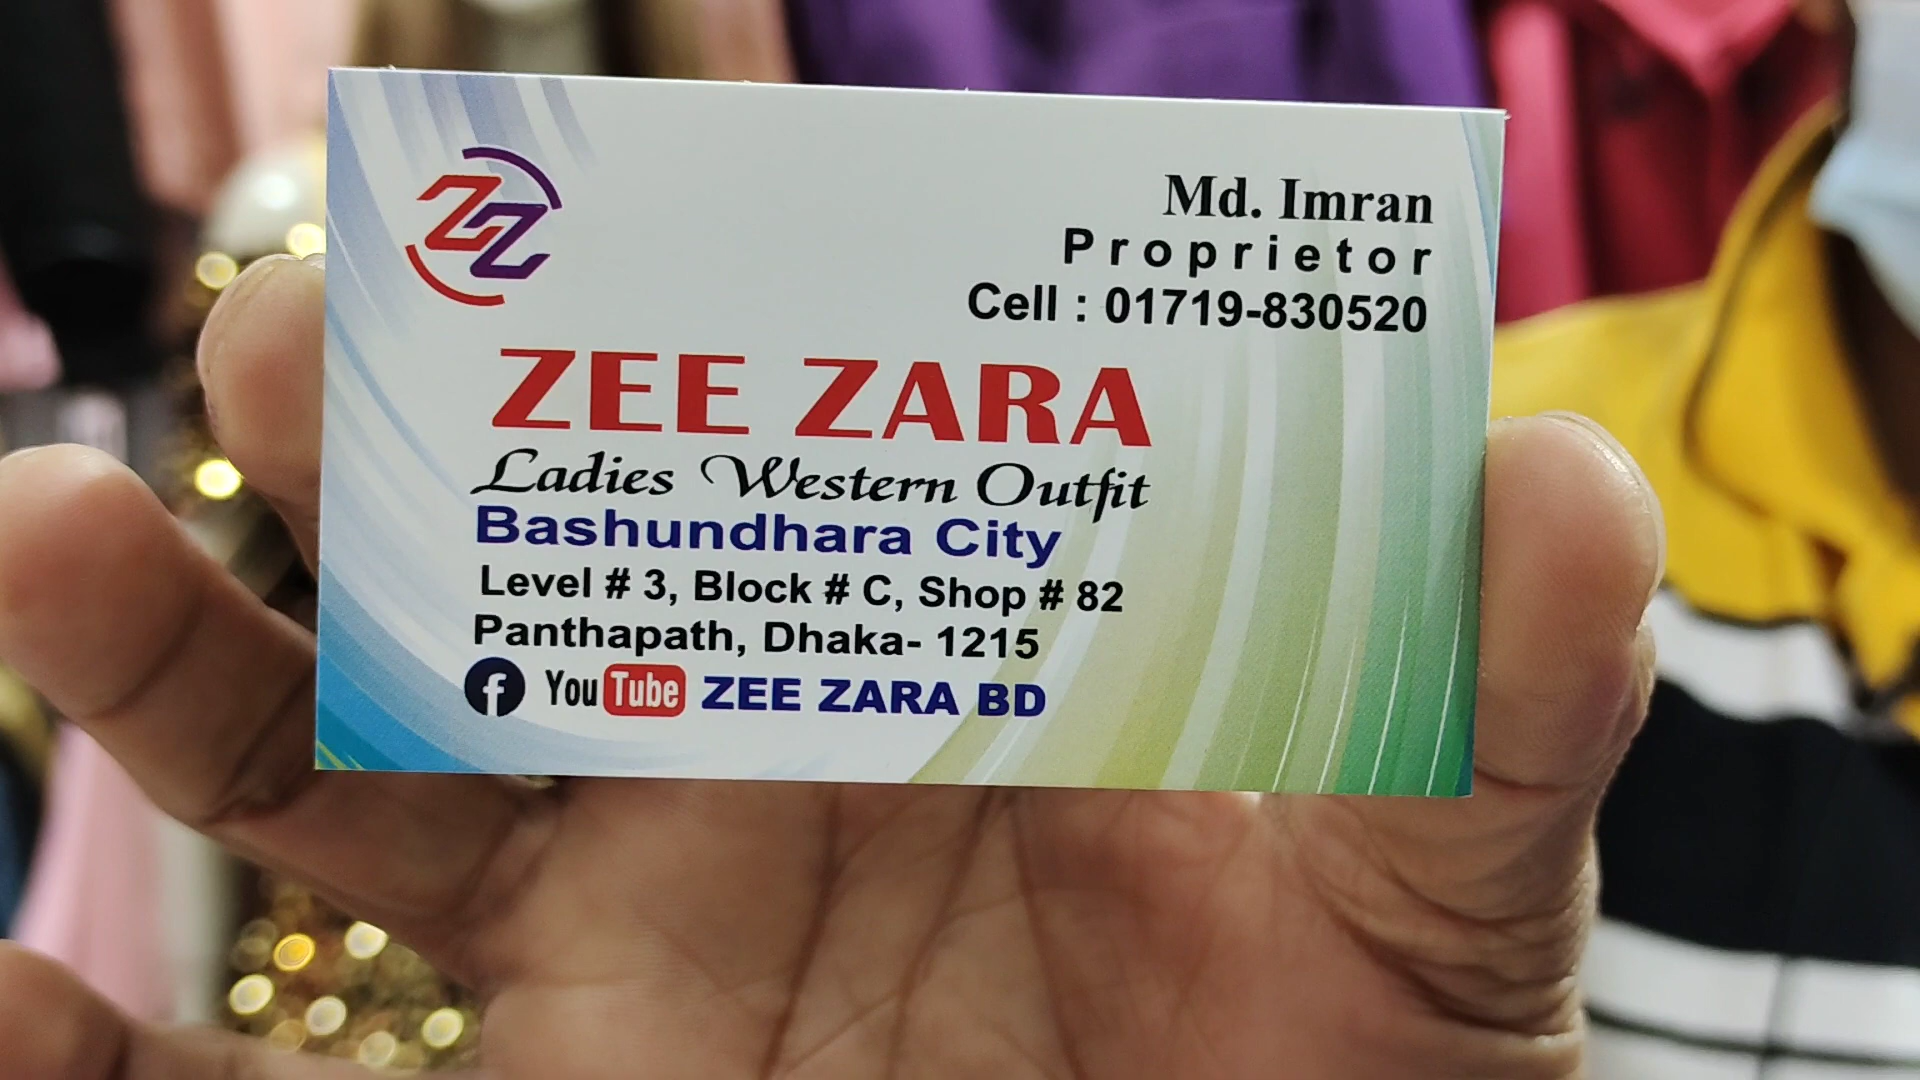 ZZ
Md. Imran
Proprietor
Cell : 01719-830520
ZEE ZARA
Ladies Western Outfit
Bashundhara City
Level # 3, Block # C, Shop # 82
Panthapath, Dhaka- 1215
f YouTube ZEE ZARA BD